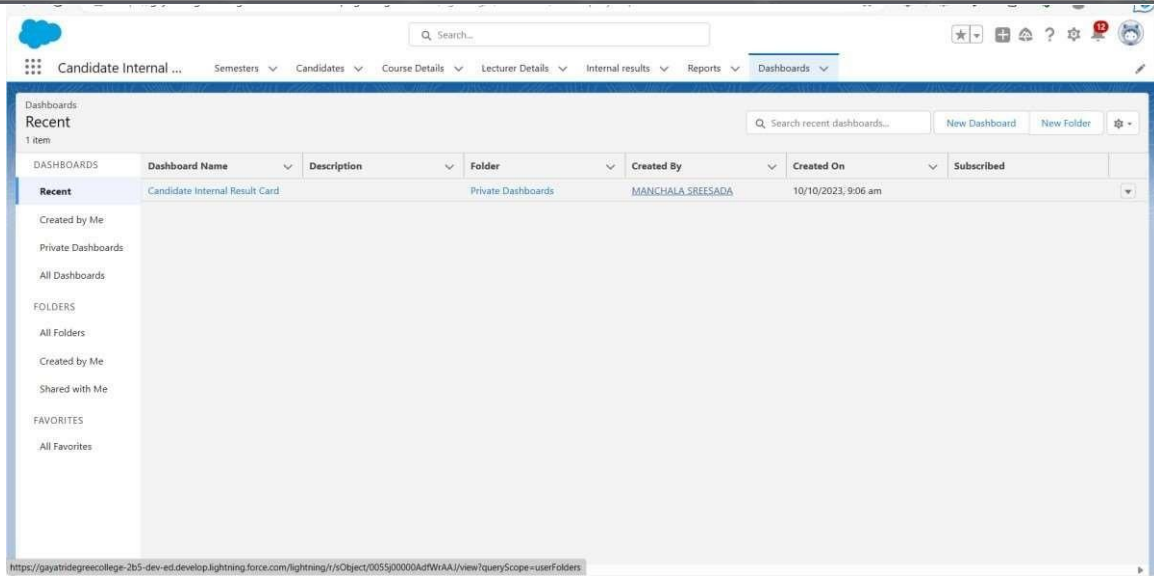 Search...
12
Candidate Internal ... Semesters Candidates Course Details Lecturer Details Internal results Reports Dashboards
Dashboards
Recent
1 item
Search recent dashboards... New Dashboard New Folder
DASHBOARDS Dashboard Name Description Folder Created By Created On Subscribed
Recent Candidate Internal Result Card Private Dashboards MANCHALA SREESADA 10/10/2023, 9:06 am
Created by Me
Private Dashboards
All Dashboards
FOLDERS
All Folders
Created by Me
Shared with Me
FAVORITES
All Favorites
https://gayatridegreecollege-2b5-dev-ed.develop.lightning.force.com/lightning/r/sObject/0055j00000AdfWrAAJ/view?queryScope=userFolders